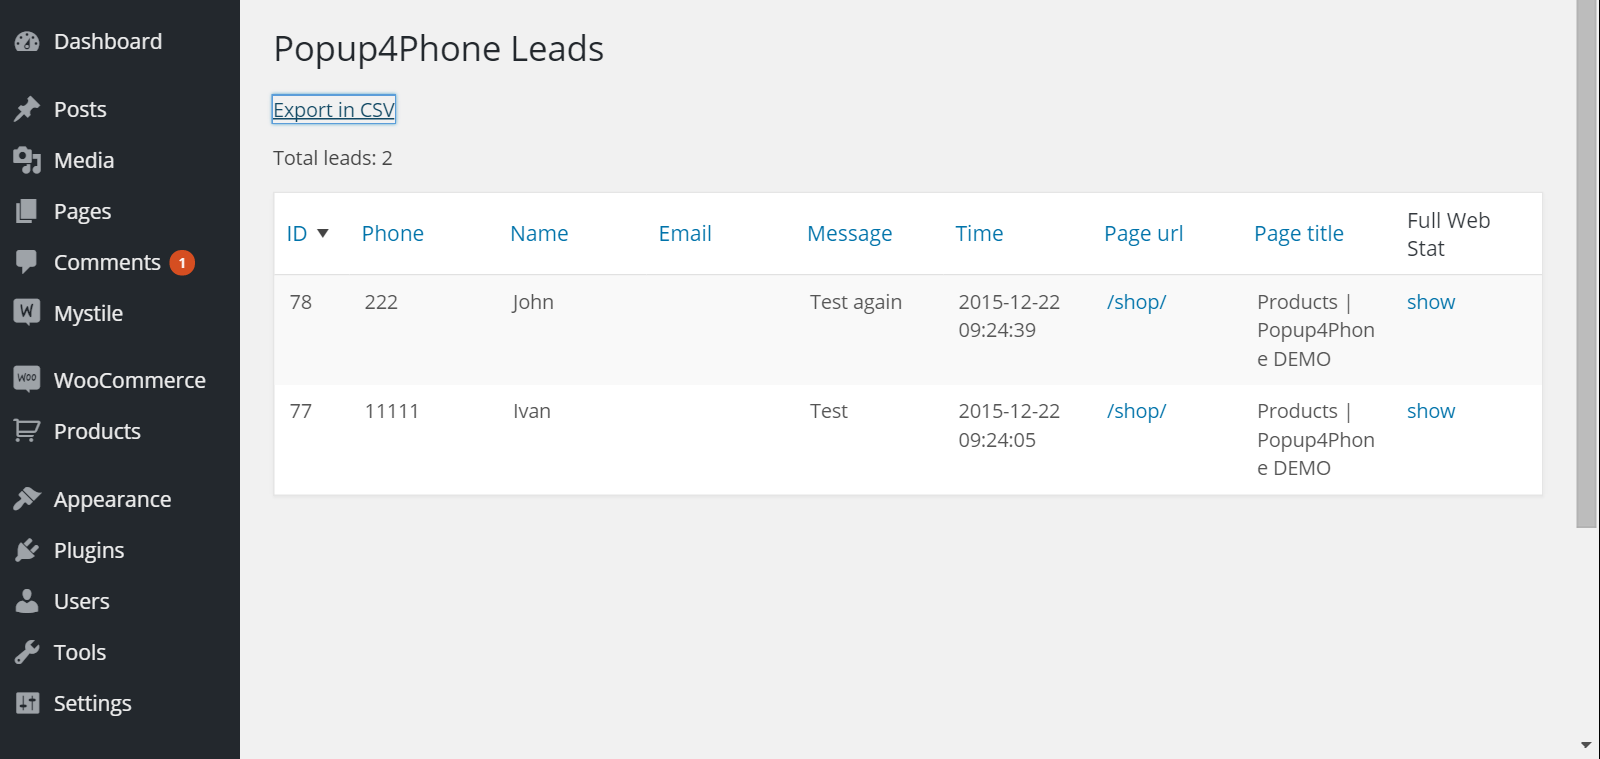 Dashboard
Posts
Media
Pages
Comments 1
Mystile
WooCommerce
Products
Appearance
Plugins
Users
Tools
Settings
Popup4Phone Leads
Export in CSV
Total leads: 2
ID Phone Name Email Message Time Page url Page title Full Web
Stat
78 222 John Test again 2015-12-22 /shop/ Products | show
09:24:39 Popup4Phon
e DEMO
77 11111 Ivan Test 2015-12-22 /shop/ Products | show
09:24:05 Popup4Phon
e DEMO